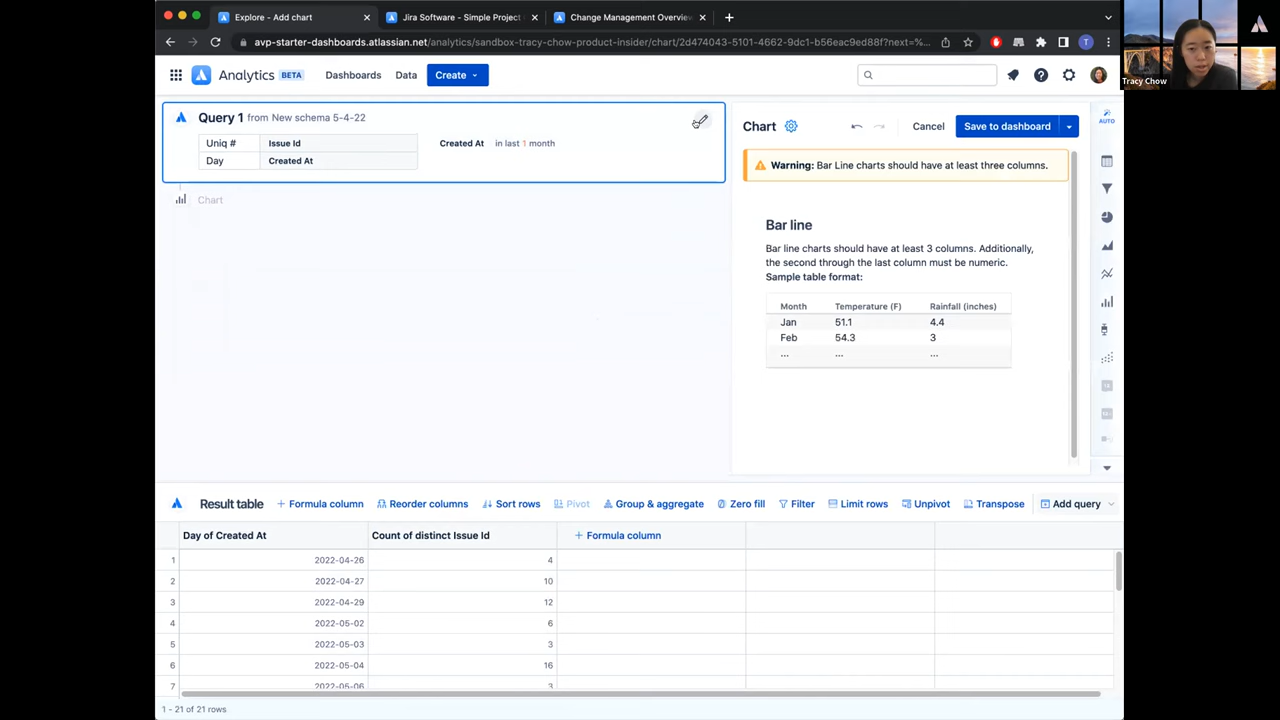 Explore - Add chart
Jira Software - Simple Project
Change Management Overview
avp-starter-dashboards.atlassian.net/analytics/sandbox-tracy-chow-product-insider/chart/2d474043-5101-4662-9dc1-b56eac9ed88f?next=%...
T
Tracy Chow
Analytics
BETA
Dashboards
Data
Create
Query 1 from New schema 5-4-22
Uniq # Issue Id
Created At in last 1 month
Day Created At
Chart
Chart
Cancel
Save to dashboard
AUTO
Warning: Bar Line charts should have at least three columns.
Bar line
Bar line charts should have at least 3 columns. Additionally,
the second through the last column must be numeric.
Sample table format:
Month Temperature (F) Rainfall (inches)
Jan 51.1 4.4
Feb 54.3 3
... ... ...
Result table
+ Formula column
Reorder columns
Sort rows
Pivot
Group & aggregate
Zero fill
Filter
Limit rows
Unpivot
Transpose
Add query
Day of Created At Count of distinct Issue Id + Formula column
1 2022-04-26 4
2 2022-04-27 10
3 2022-04-29 12
4 2022-05-02 6
5 2022-05-03 3
6 2022-05-04 16
7 2022-05-06 3
1 - 21 of 21 rows